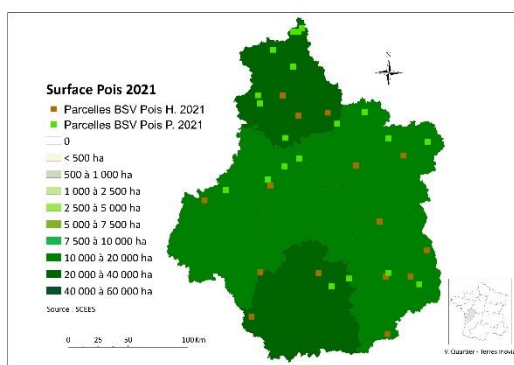 Surface Pois 2021
Parcelles BSV Pois H. 2021
Parcelles BSV Pois P. 2021
0
< 500 ha
500 à 1 000 ha
1 000 à 2 500 ha
2 500 à 5 000 ha
5 000 à 7 500 ha
7 500 à 10 000 ha
10 000 à 20 000 ha
20 000 à 40 000 ha
40 000 à 60 000 ha
Source : SCEES
0 20 40 60 100 Km
N
V. Quartier - Terres Inovia